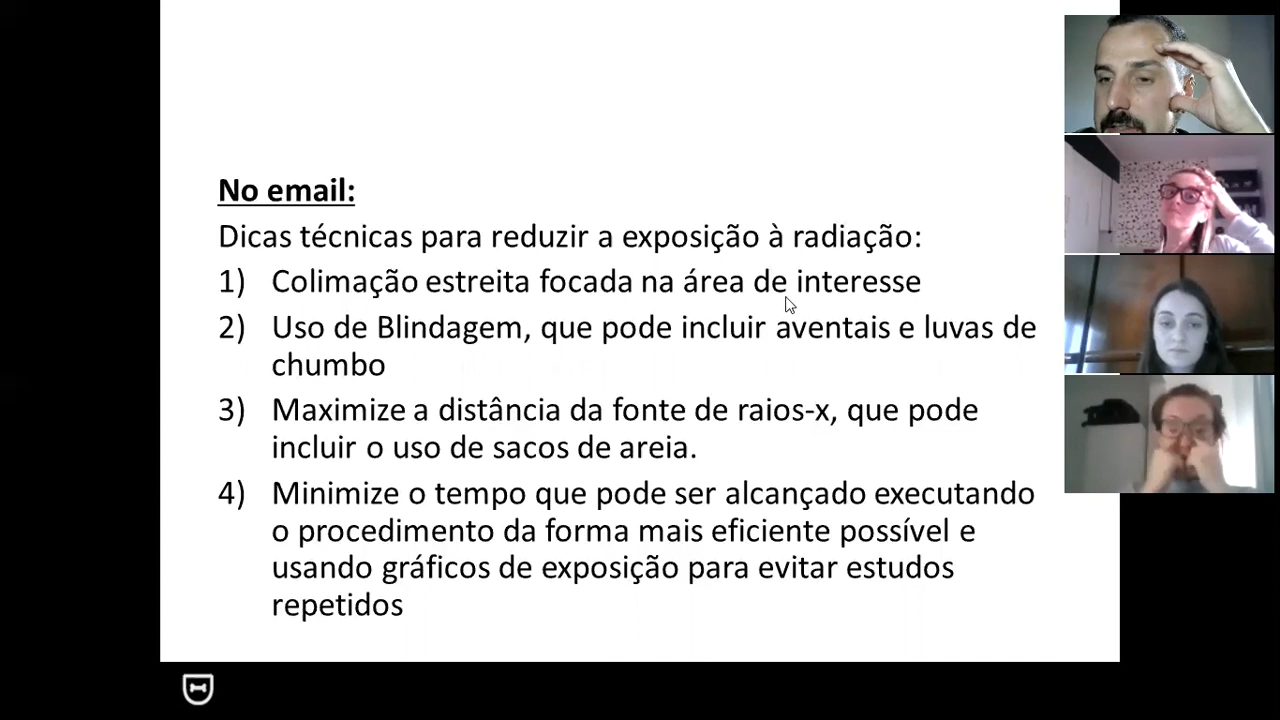 No email:
Dicas técnicas para reduzir a exposição à radiação:
1) Colimação estreita focada na área de interesse
2) Uso de Blindagem, que pode incluir aventais e luvas de
chumbo
3) Maximize a distância da fonte de raios-x, que pode
incluir o uso de sacos de areia.
4) Minimize o tempo que pode ser alcançado executando
o procedimento da forma mais eficiente possível e
usando gráficos de exposição para evitar estudos
repetidos